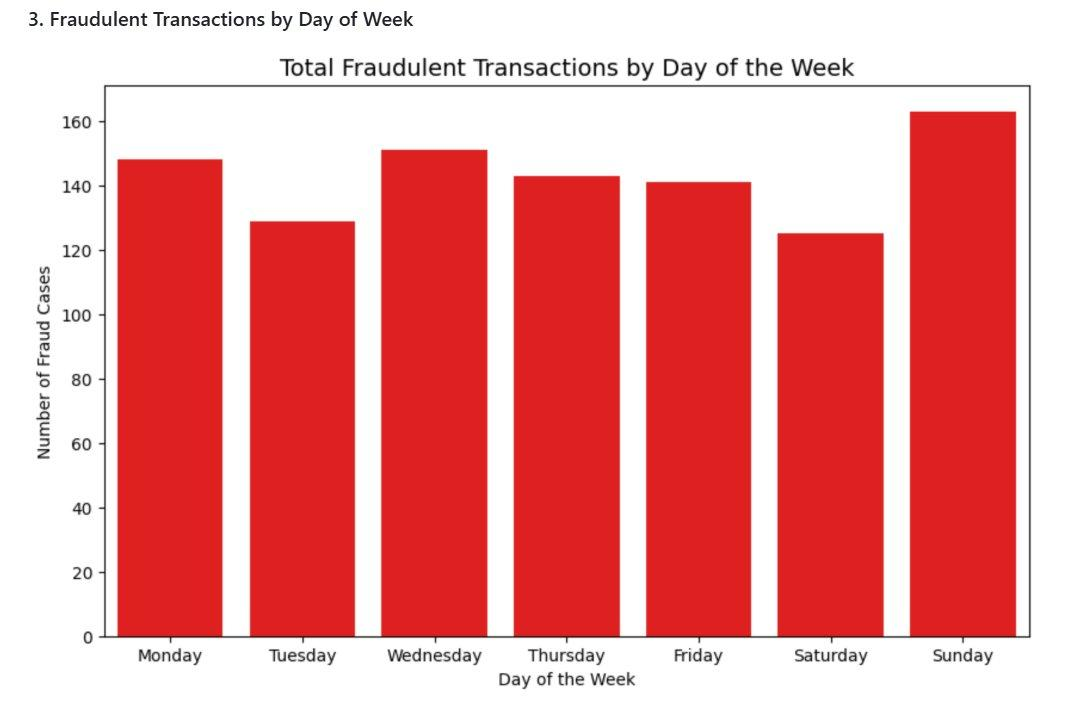 3. Fraudulent Transactions by Day of Week
Total Fraudulent Transactions by Day of the Week
Number of Fraud Cases
160
140
120
100
80
60
40
20
0
Monday Tuesday Wednesday Thursday Friday Saturday Sunday
Day of the Week